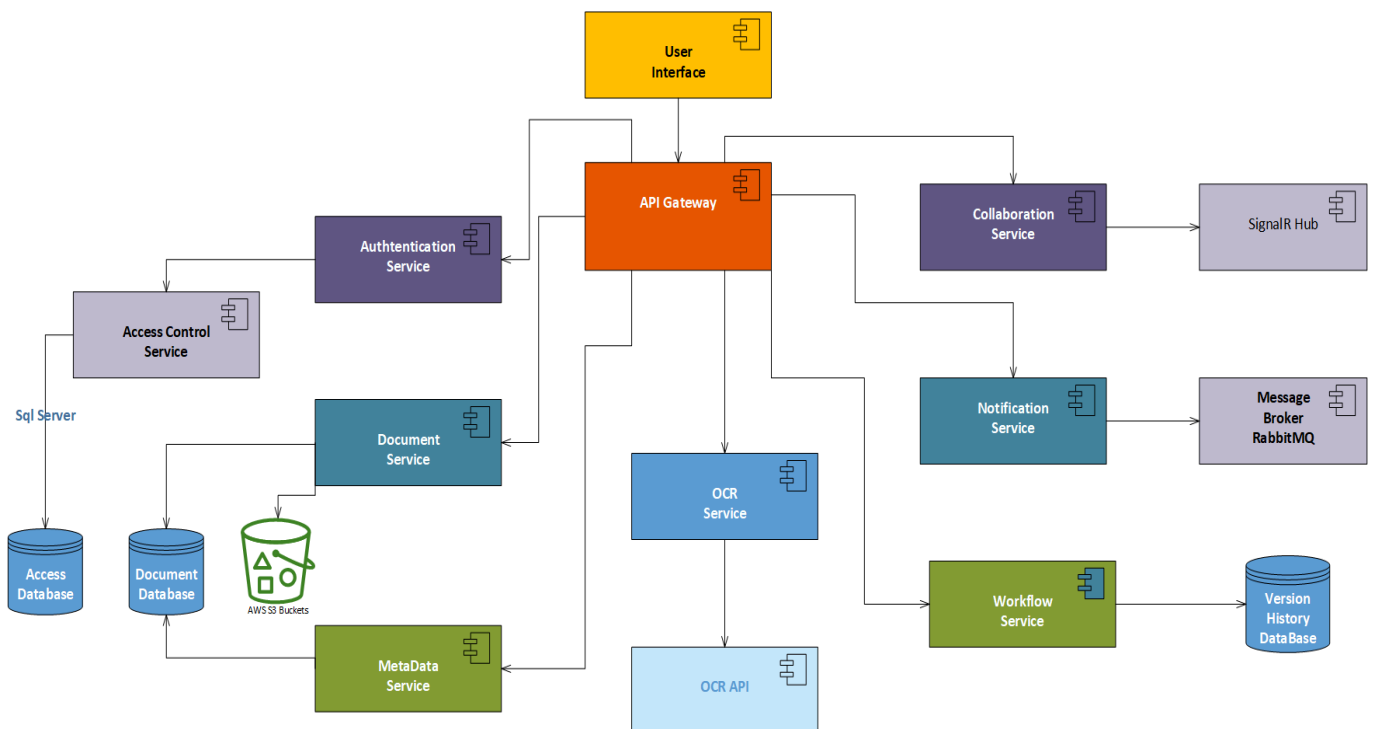 User
Interface
API Gateway
Authtentication
Service
Collaboration
Service
SignalR Hub
Access Control
Service
Sql Server
Document
Service
Notification
Service
Message
Broker
RabbitMQ
OCR
Service
Access
Database
Document
Database
AWS S3 Buckets
Workflow
Service
Version
History
DataBase
MetaData
Service
OCR API